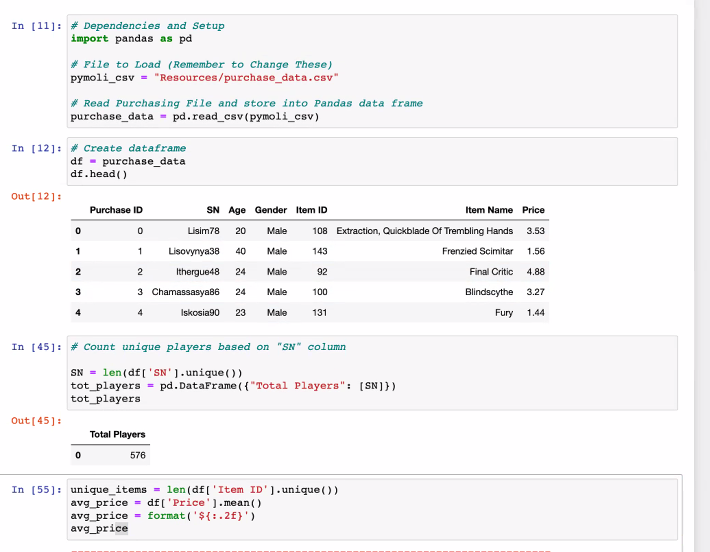 In [11]: # Dependencies and Setup
import pandas as pd
# File to Load (Remember to Change These)
pymoli_csv = "Resources/purchase_data.csv"
# Read Purchasing File and store into Pandas data frame
purchase_data = pd.read_csv(pymoli_csv)
In [12]: # Create dataframe
df = purchase_data
df.head()
Out[12]:
Purchase ID SN Age Gender Item ID Item Name Price
0 0 Lisim78 20 Male 108 Extraction, Quickblade Of Trembling Hands 3.53
1 1 Lisovynya38 40 Male 143 Frenzied Scimitar 1.56
2 2 Ithergue48 24 Male 92 Final Critic 4.88
3 3 Chamassasya86 24 Male 100 Blindscythe 3.27
4 4 Iskosia90 23 Male 131 Fury 1.44
In [45]: # Count unique players based on "SN" column
SN = len(df['SN'].unique())
tot_players = pd.DataFrame({"Total Players": [SN]})
tot_players
Out[45]:
Total Players
0 576
In [55]: unique_items = len(df['Item ID'].unique())
avg_price = df['Price'].mean()
avg_price = format('${:.2f}')
avg_price